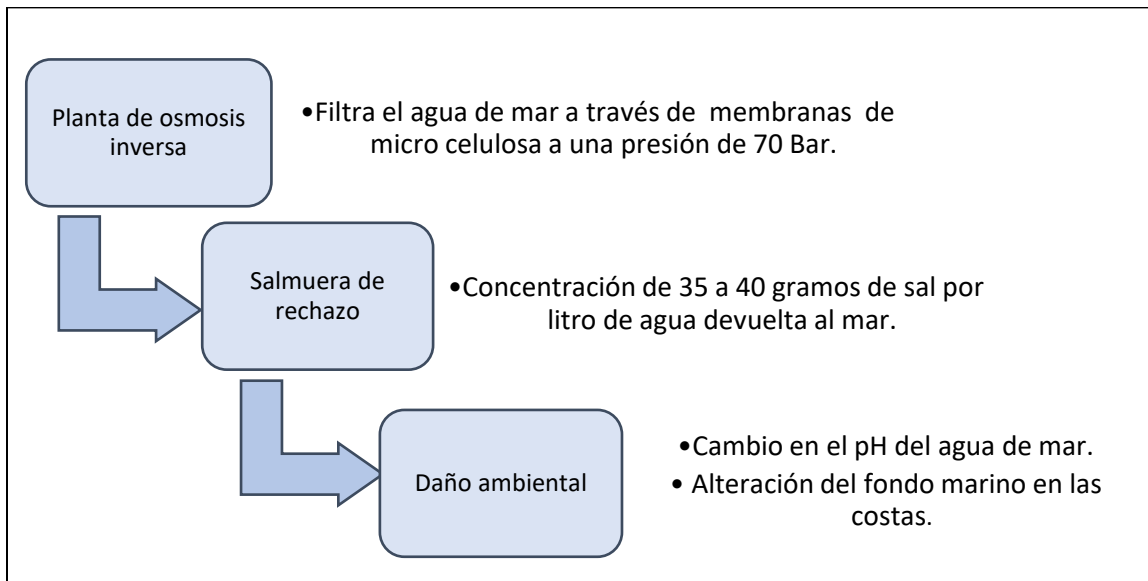 Planta de osmosis
inversa
•Filtra el agua de mar a través de membranas de
micro celulosa a una presión de 70 Bar.
Salmuera de
rechazo
•Concentración de 35 a 40 gramos de sal por
litro de agua devuelta al mar.
Daño ambiental
•Cambio en el pH del agua de mar.
• Alteración del fondo marino en las
costas.